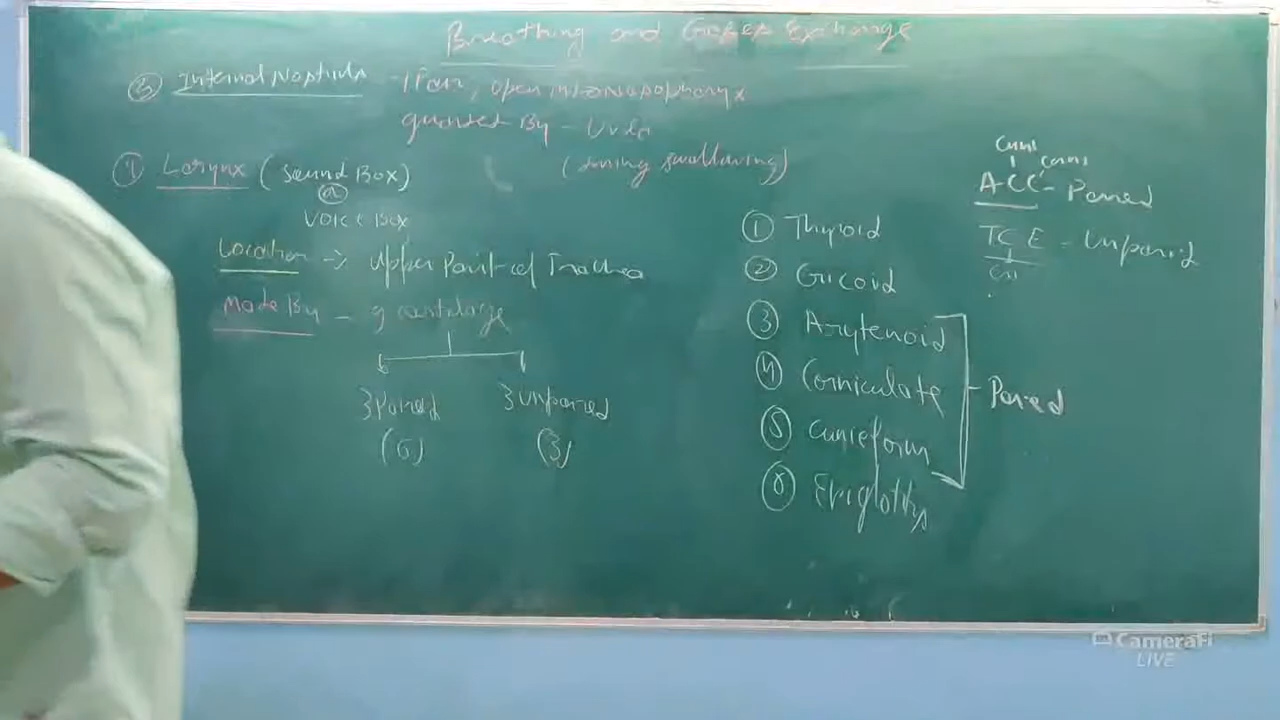 Breathing and Gases Exchange
③ Internal Nostrils - 1 Pair, open into Nasopharynx
guarded By - Uvula
(during swallowing)
Larynx (Sound Box)
or
Voice Box
Location → Upper Part of Trachea
Made By - 9 cartilage
3 Paired 3 unpaired
(6) (3)
① Thyroid
② Cricoid
③ Arytenoid
④ Corniculate
⑤ Cuneiform
⑥ Epiglottis
Paired
ACC - Paired
TCE - Unpaired
Cri
CameraFi
LIVE